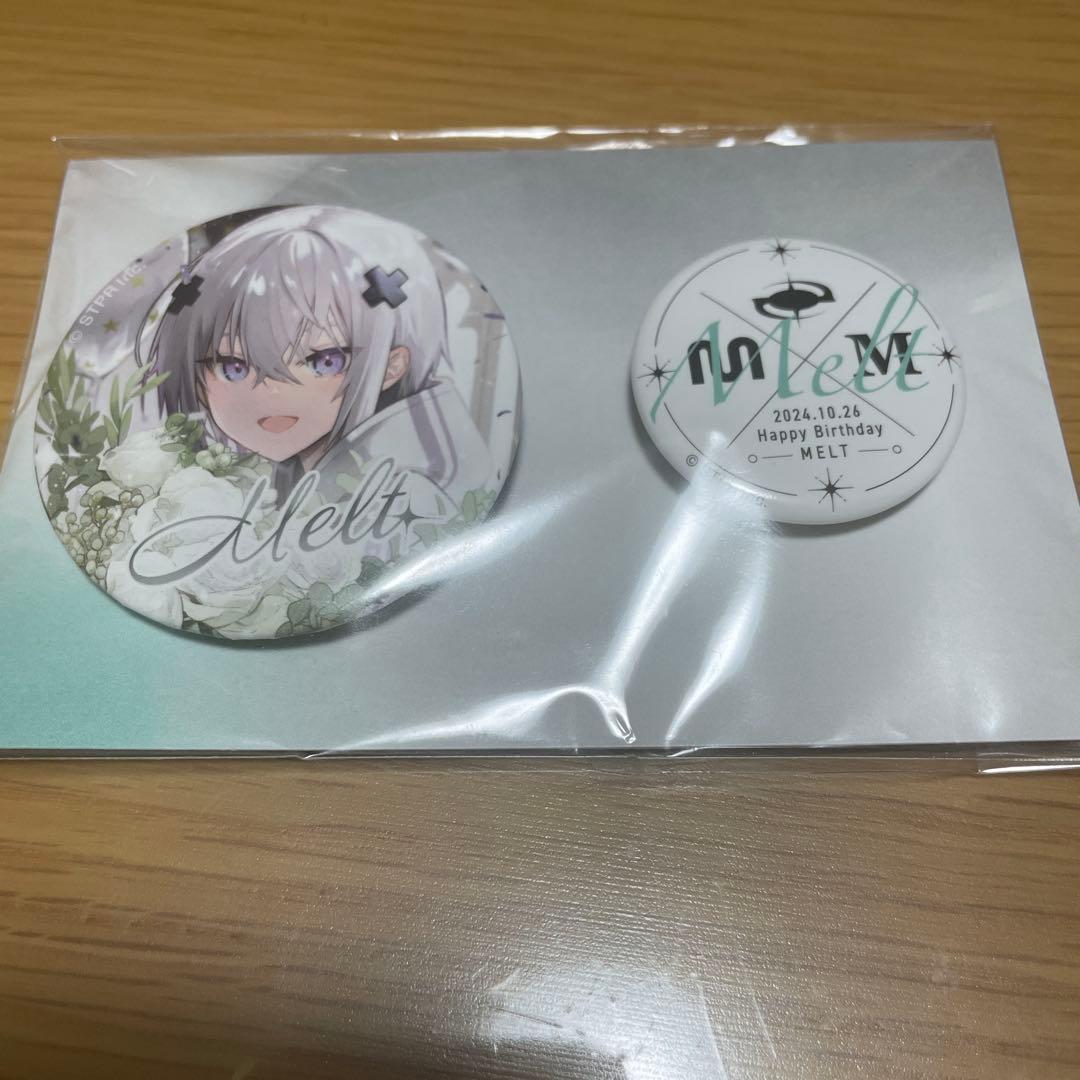 © STPR Inc.
Melt
M
Melt
2024.10.26
Happy Birthday
MELT
©